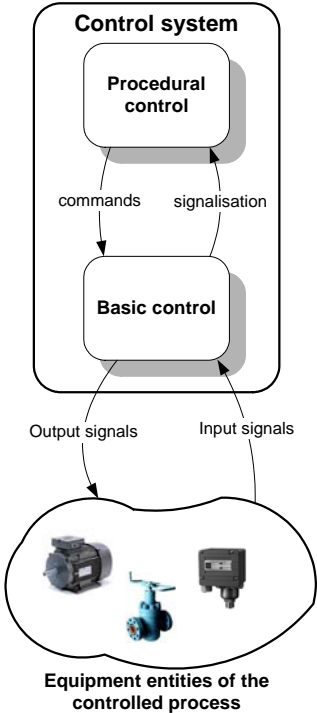 Control system
Procedural
control
commands
signalisation
Basic control
Output signals
Input signals
Equipment entities of the
controlled process